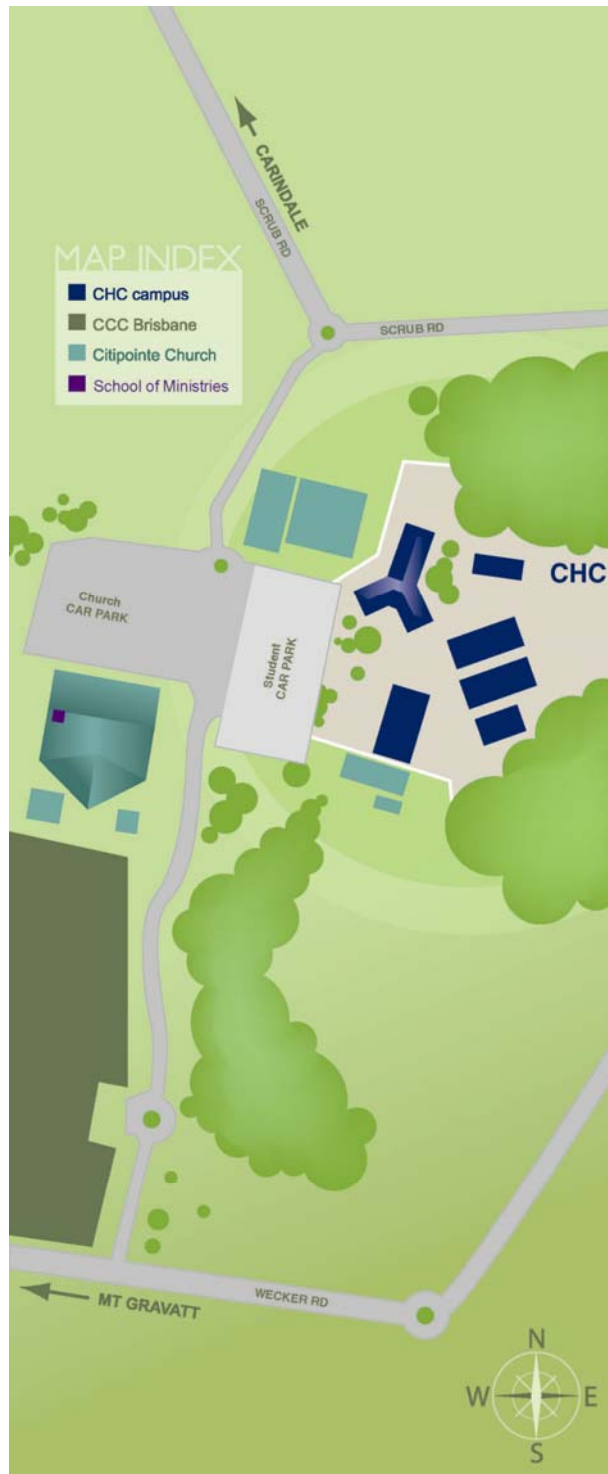 CARINDALE
SCRUB RD
MAP INDEX
CHC campus
CCC Brisbane
Citipointe Church
School of Ministries
SCRUB RD
CHC
Church
CAR PARK
Student
CAR PARK
WECKER RD
MT GRAVATT
N
W
E
S